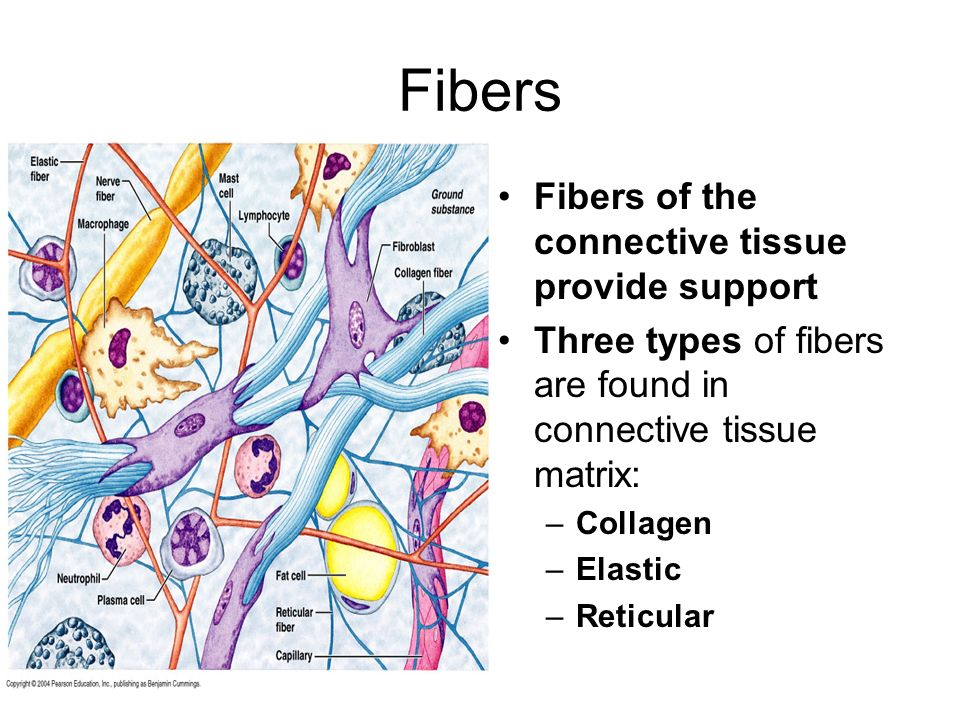 Fibers
Elastic
fiber
Nerve
fiber
Macrophage
Mast
cell
Lymphocyte
Ground
substance
Fibroblast
Collagen fiber
Neutrophil
Plasma cell
Fat cell
Reticular
fiber
Capillary
Copyright © 2004 Pearson Education, Inc., publishing as Benjamin Cummings.
• Fibers of the
connective tissue
provide support
• Three types of fibers
are found in
connective tissue
matrix:
– Collagen
– Elastic
– Reticular